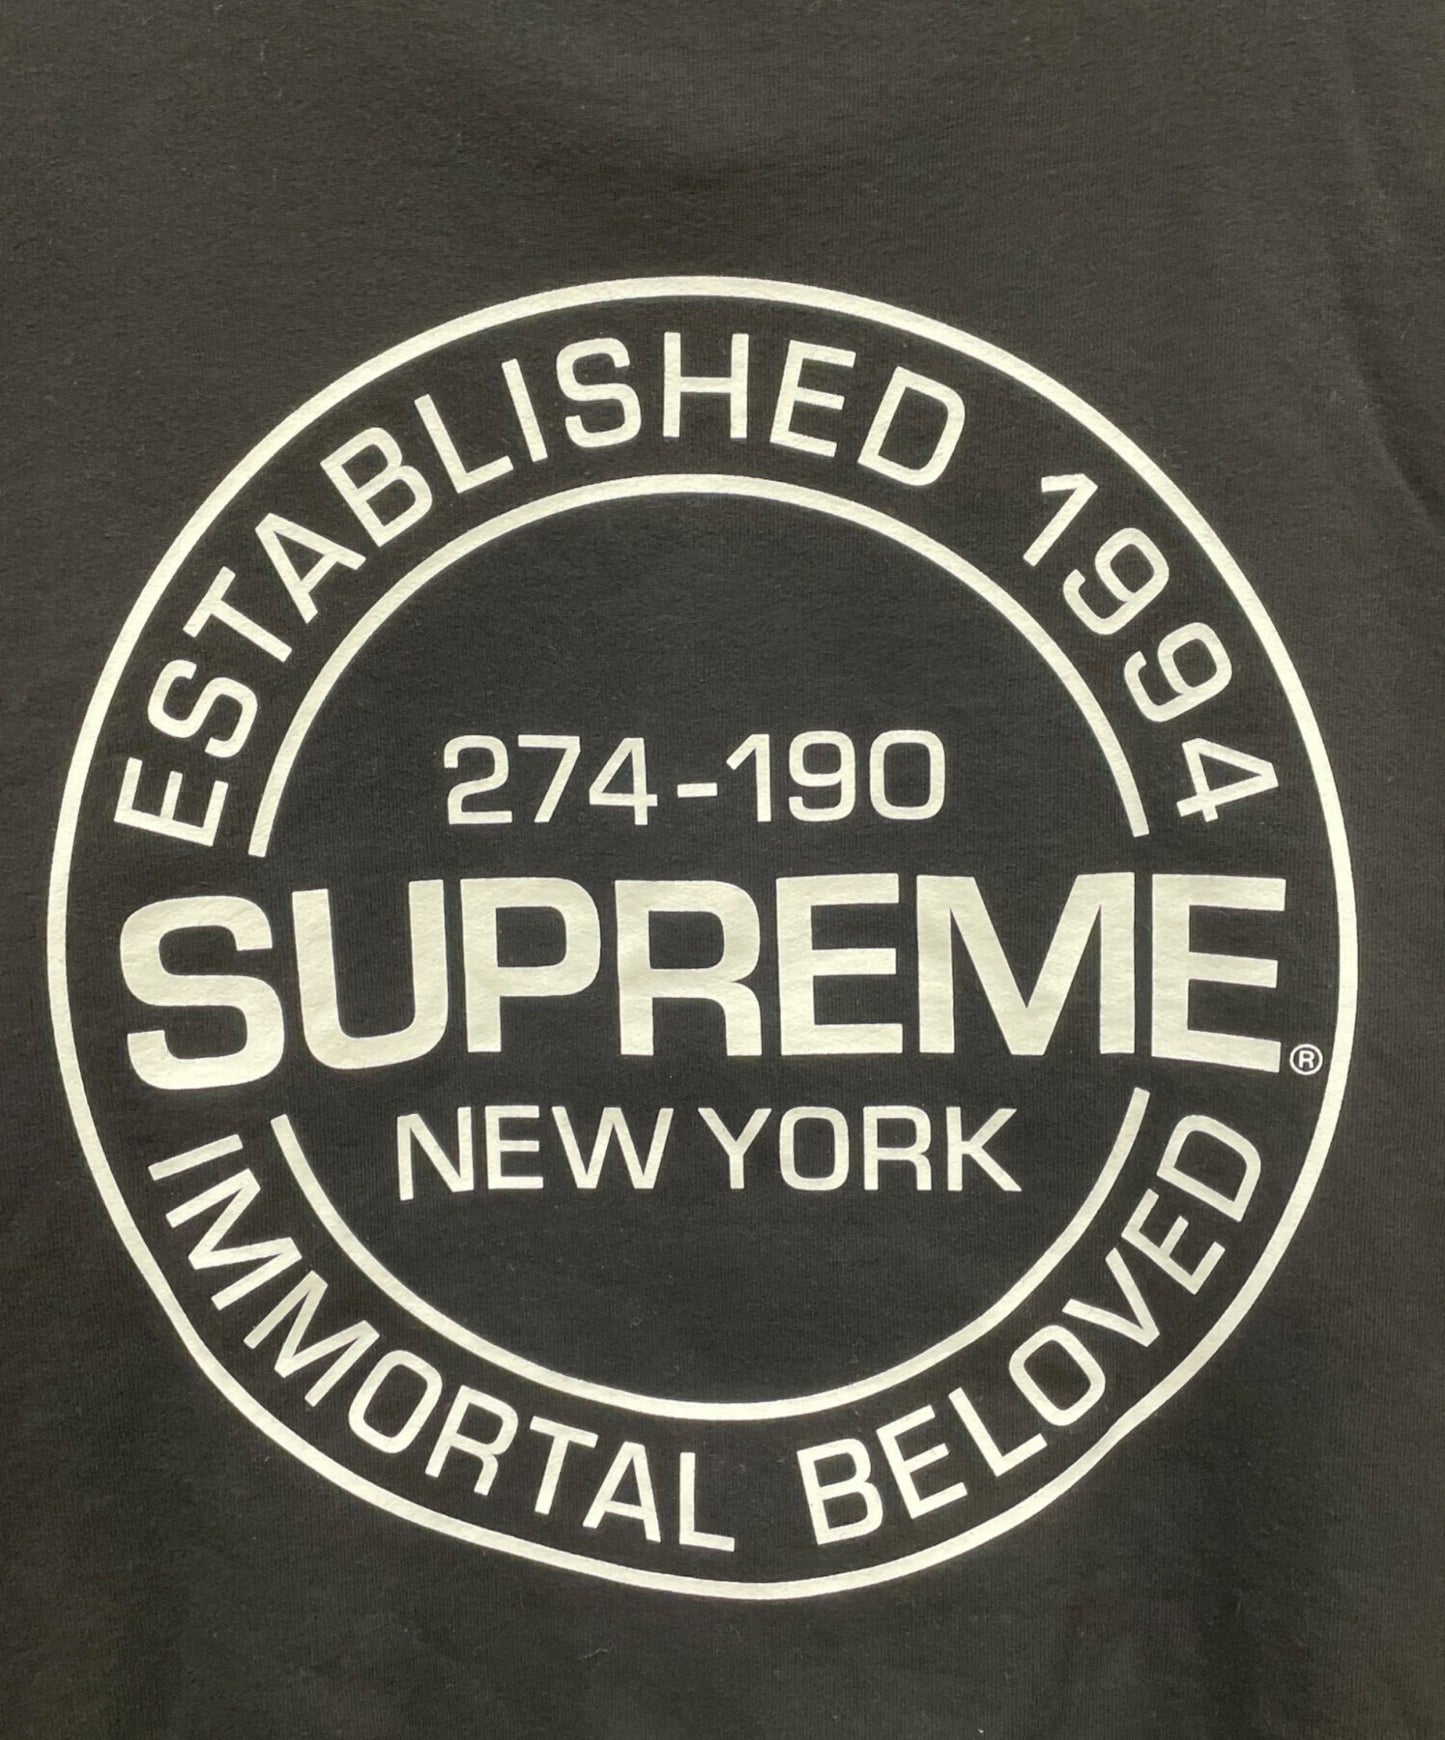 ESTABLISHED 1994
274-190
SUPREME®
NEW YORK
IMMORTAL BELOVED